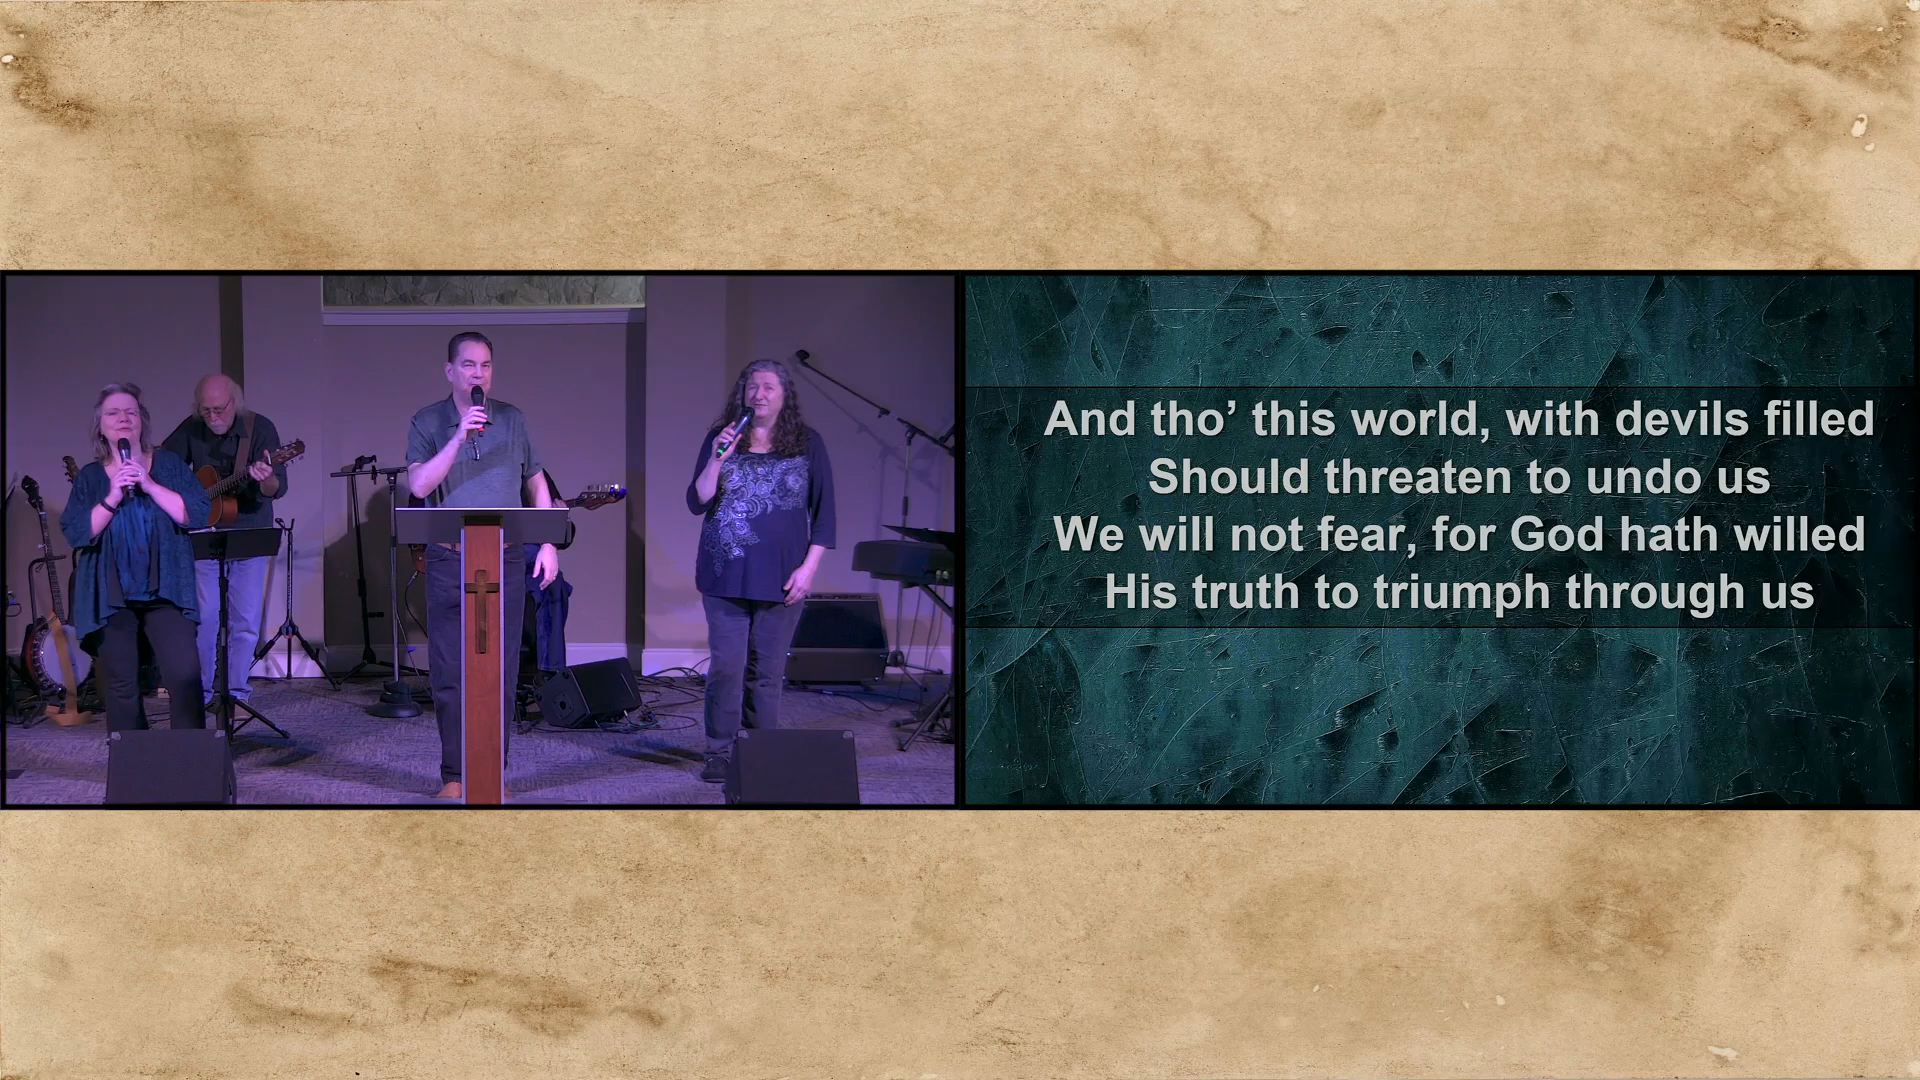 And tho’ this world, with devils filled
Should threaten to undo us
We will not fear, for God hath willed
His truth to triumph through us